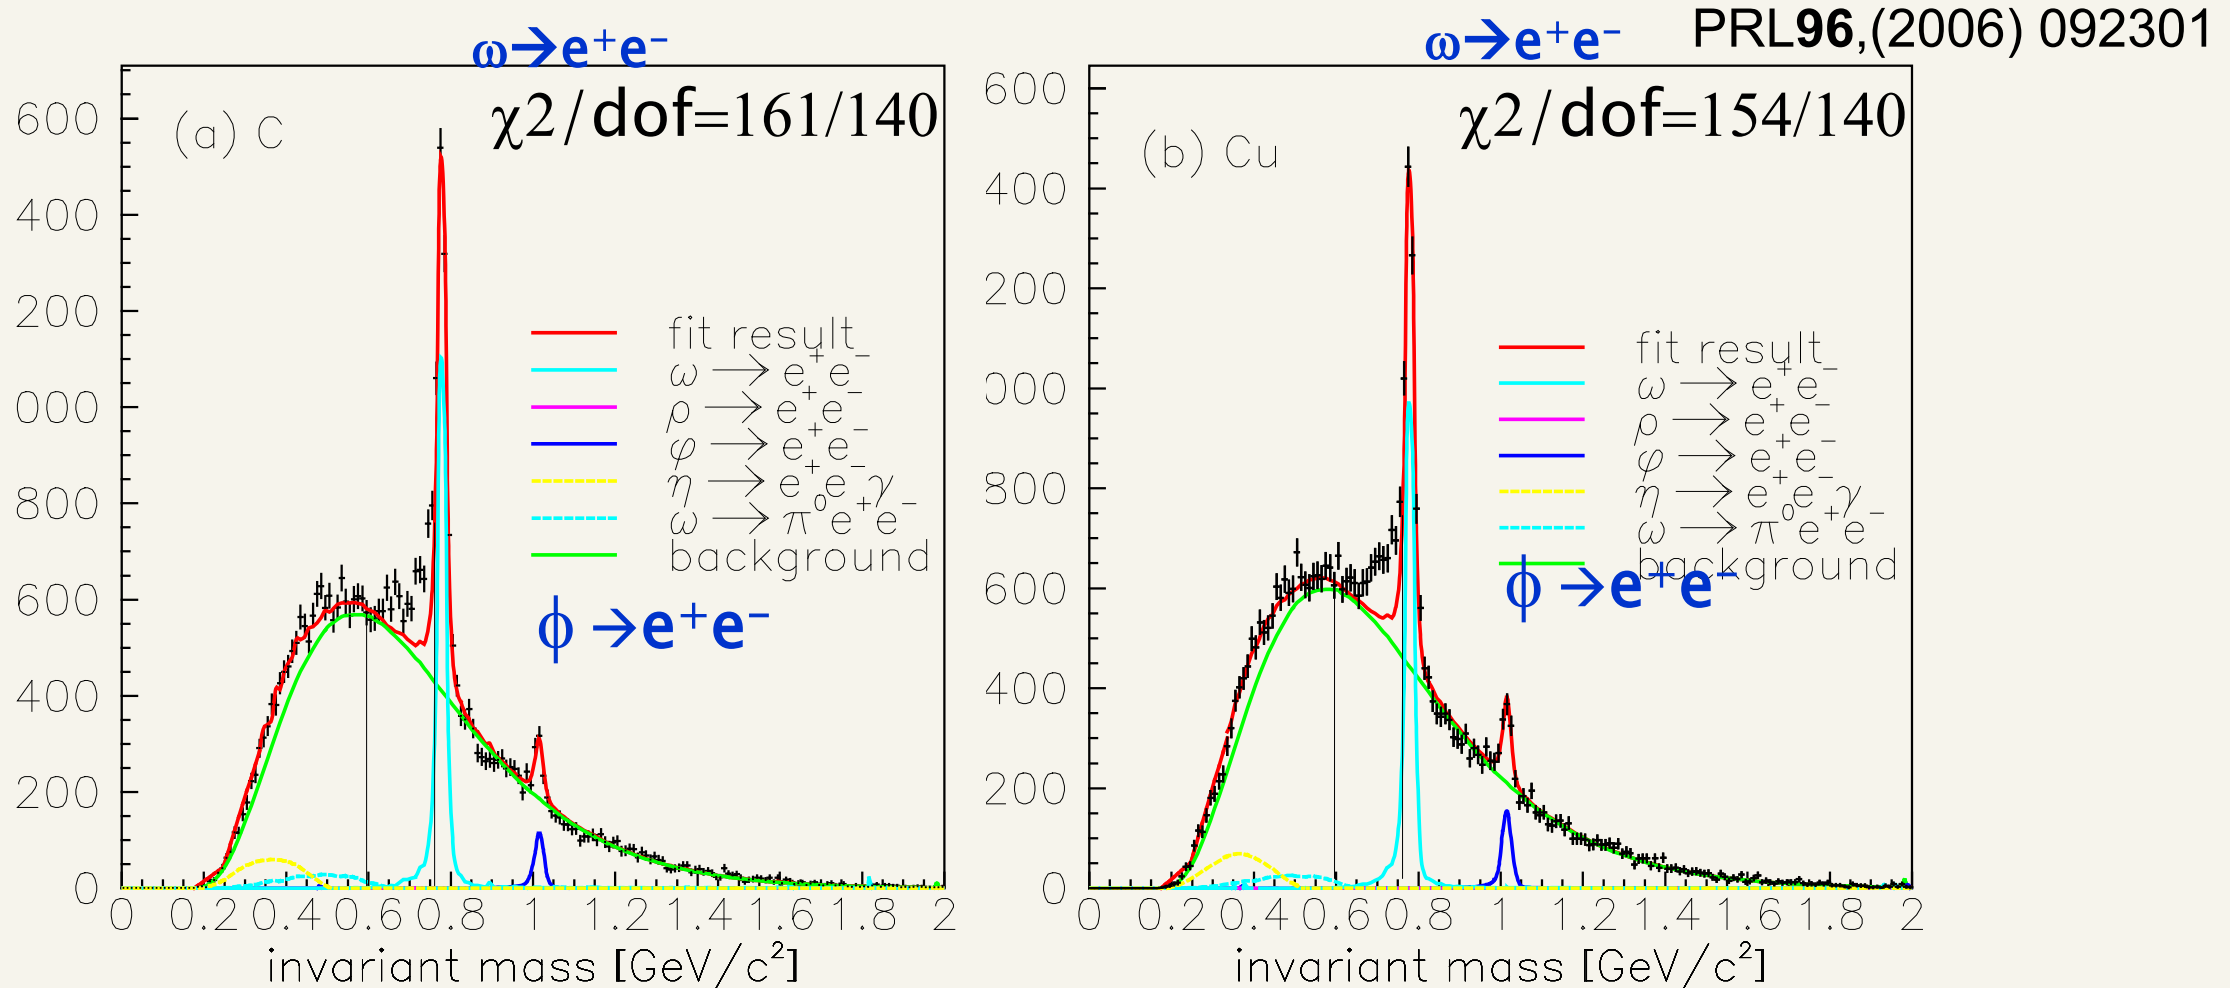 ω→e⁺e⁻
ω→e⁺e⁻
PRL96,(2006) 092301
(a) C
χ2/dof=161/140
600
400
200
000
800
600
400
200
0
fit result
ω → e⁺e⁻
ρ → e⁺e⁻
φ → e⁺e⁻
η → e⁺e⁻γ
ω → π⁰e⁺e⁻
background
ϕ →e⁺e⁻
0 0.2 0.4 0.6 0.8 1 1.2 1.4 1.6 1.8 2
invariant mass [GeV/c²]
(b) Cu
χ2/dof=154/140
600
400
200
000
800
600
400
200
0
fit result
ω → e⁺e⁻
ρ → e⁺e⁻
φ → e⁺e⁻
η → e⁺e⁻γ
ω → π⁰e⁺e⁻
background
ϕ →e⁺e⁻
0 0.2 0.4 0.6 0.8 1 1.2 1.4 1.6 1.8 2
invariant mass [GeV/c²]